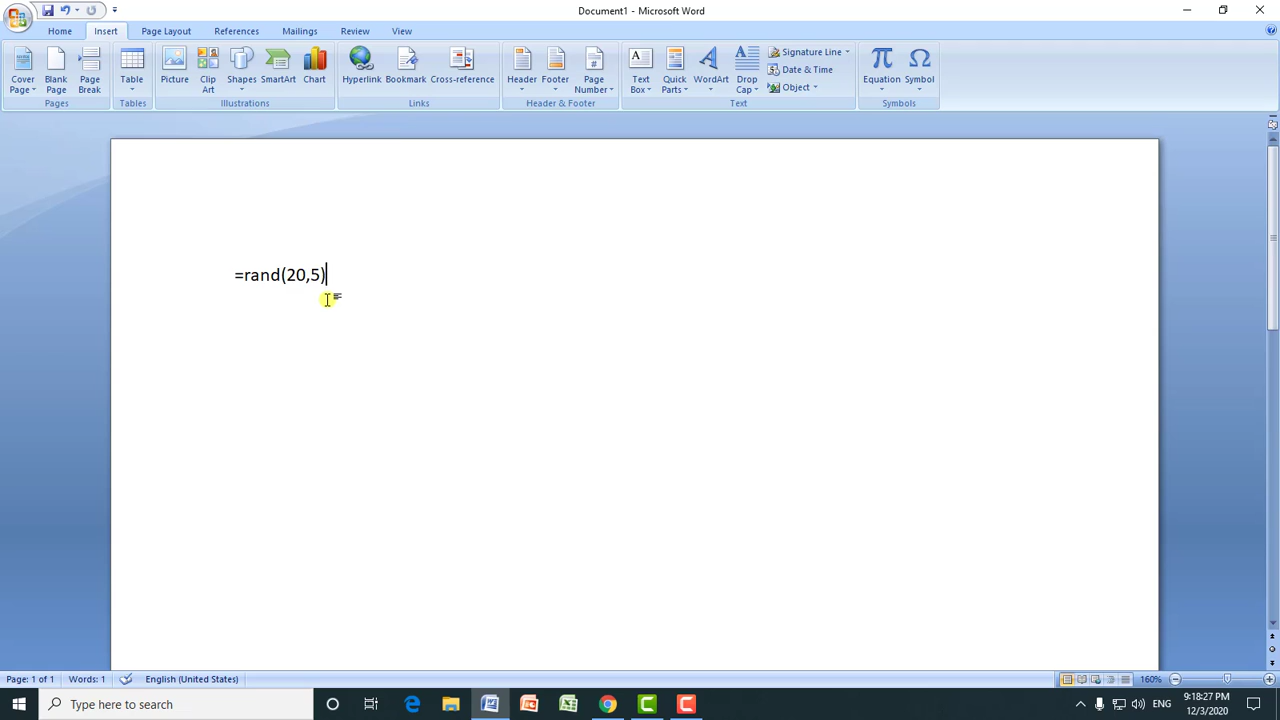 Document1 - Microsoft Word
Home Insert Page Layout References Mailings Review View
Cover Page Blank Page Page Break
Table
Picture Clip Art Shapes SmartArt Chart
Hyperlink Bookmark Cross-reference
Header Footer Page Number
Text Box Quick Parts WordArt Drop Cap
Signature Line
Date & Time
Object
Equation Symbol
Pages Tables Illustrations Links Header & Footer Text Symbols
=rand(20,5)
Page: 1 of 1 Words: 1 English (United States) 160%
Type here to search
ENG
9:18:27 PM
12/3/2020